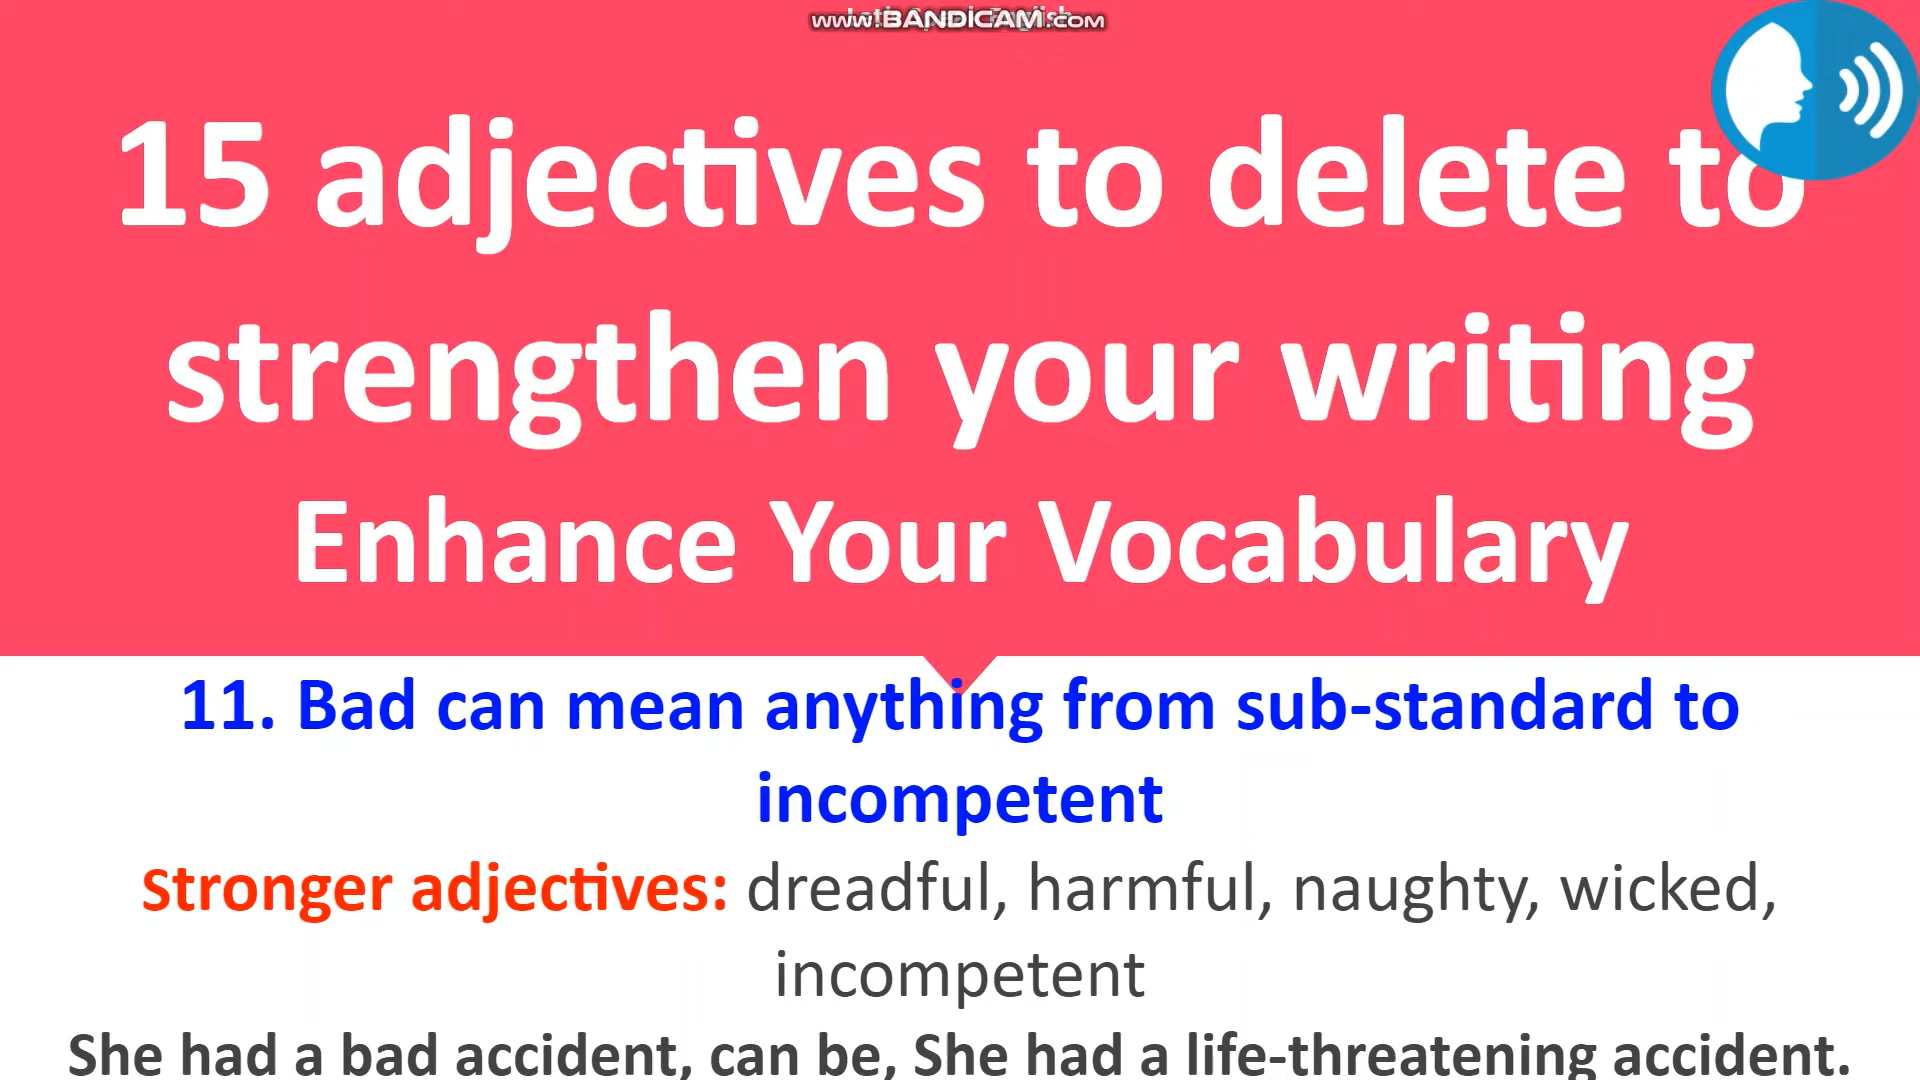 www.BANDICAM.com
15 adjectives to delete to
strengthen your writing
Enhance Your Vocabulary
11. Bad can mean anything from sub-standard to
incompetent
Stronger adjectives: dreadful, harmful, naughty, wicked,
incompetent
She had a bad accident, can be, She had a life-threatening accident.